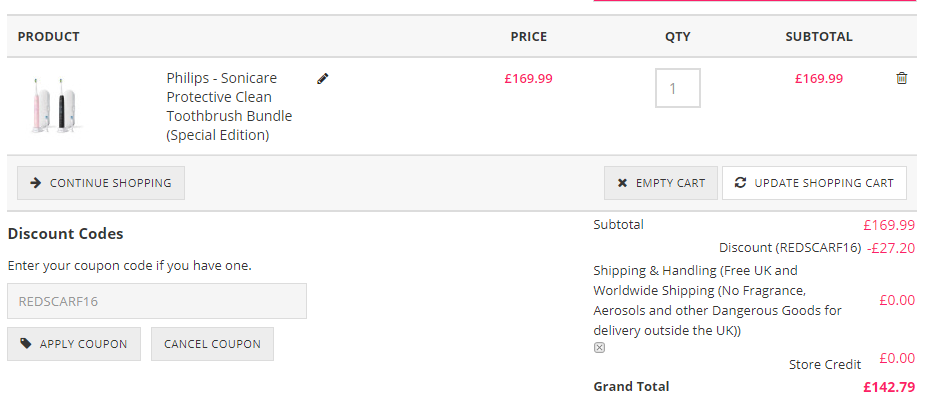 PRODUCT PRICE QTY SUBTOTAL
Philips - Sonicare
Protective Clean
Toothbrush Bundle
(Special Edition)
£169.99 1 £169.99
CONTINUE SHOPPING EMPTY CART UPDATE SHOPPING CART
Discount Codes
Enter your coupon code if you have one.
REDSCARF16
APPLY COUPON CANCEL COUPON
Subtotal £169.99
Discount (REDSCARF16) -£27.20
Shipping & Handling (Free UK and
Worldwide Shipping (No Fragrance,
Aerosols and other Dangerous Goods for
delivery outside the UK))
£0.00
Store Credit £0.00
Grand Total £142.79